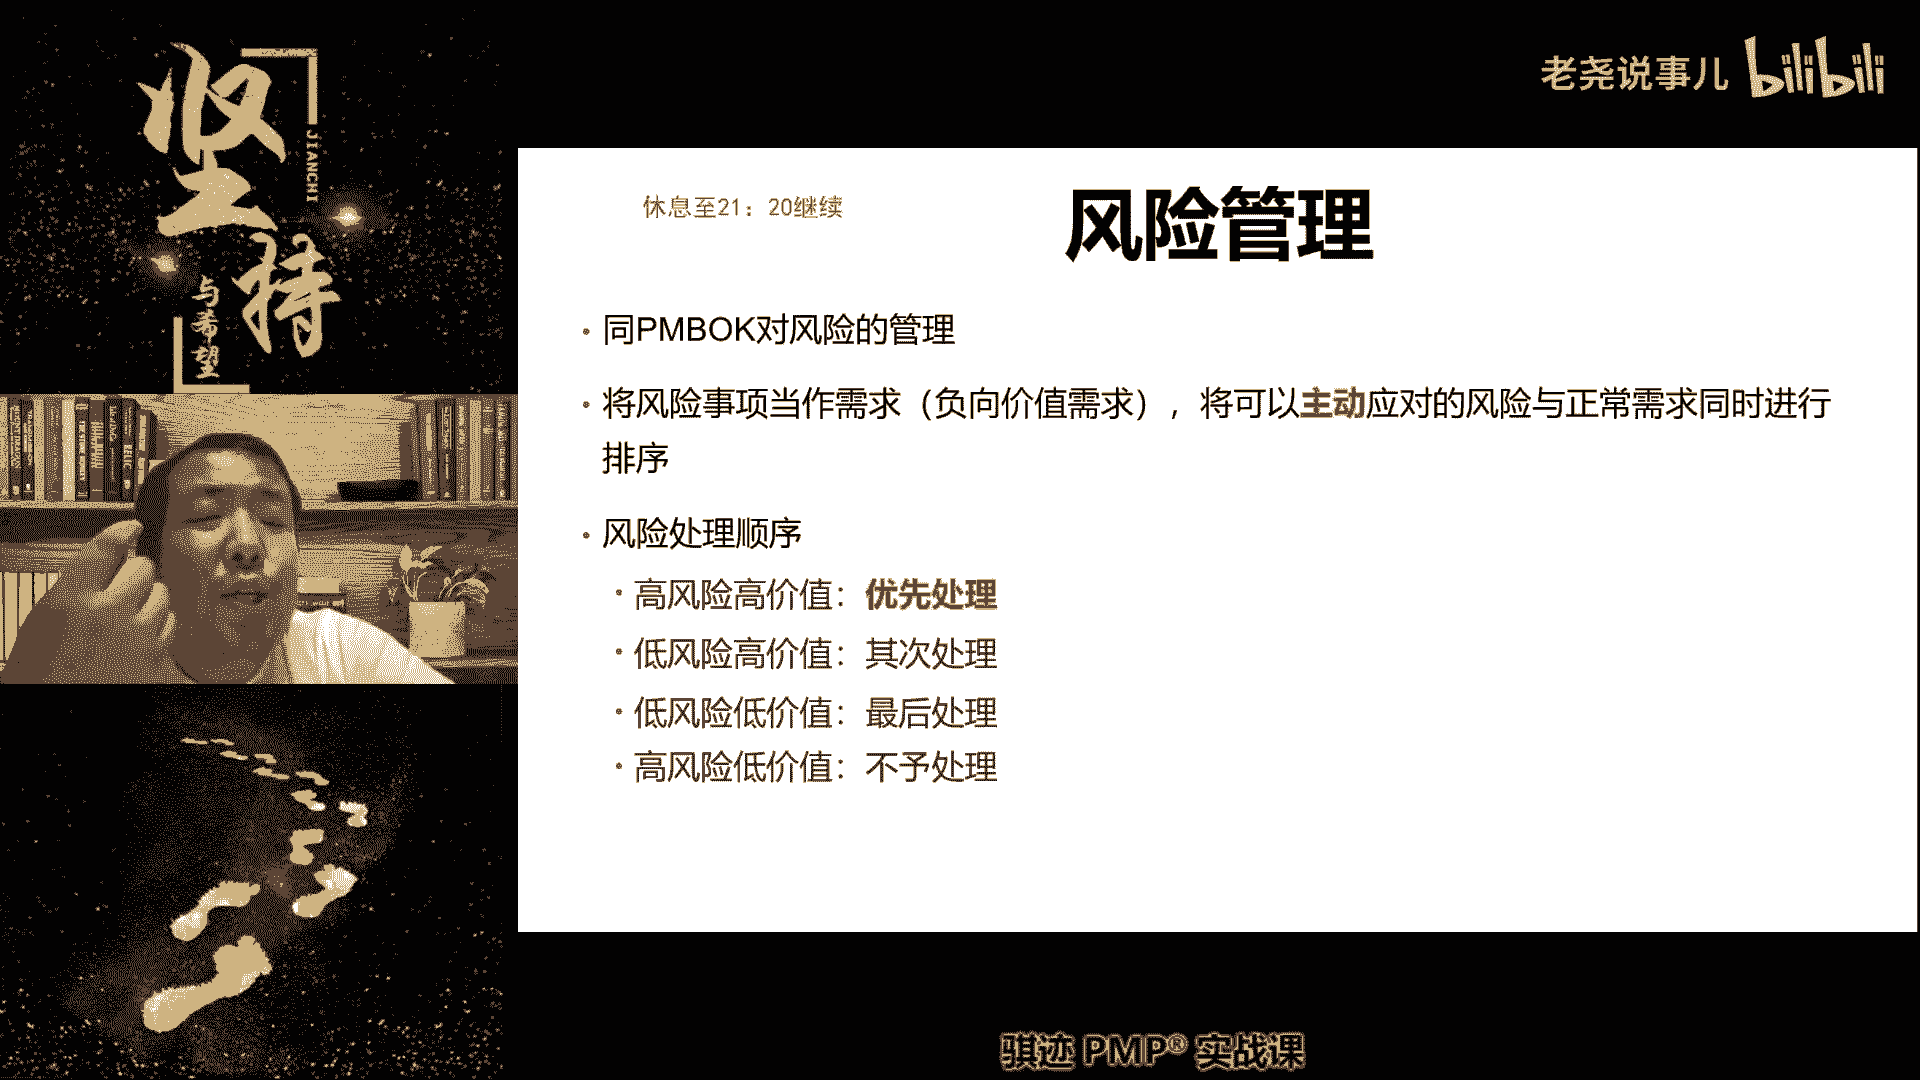 坚持
JIANCHI
与希望
老尧说事儿 bilibili
休息至21：20继续
风险管理
· 同PMBOK对风险的管理
· 将风险事项当作需求（负向价值需求），将可以主动应对的风险与正常需求同时进行
排序
· 风险处理顺序
· 高风险高价值：优先处理
· 低风险高价值：其次处理
· 低风险低价值：最后处理
· 高风险低价值：不予处理
骐迹 PMP® 实战课